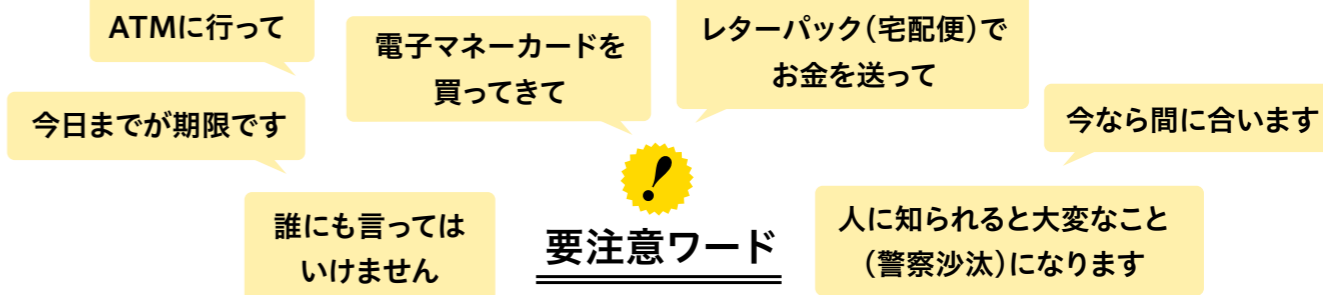 ATMに行って
電子マネーカードを
買ってきて
レターパック(宅配便)で
お金を送って
今日までが期限です
今なら間に合います
誰にも言っては
いけません
要注意ワード
人に知られると大変なこと
(警察沙汰)になります